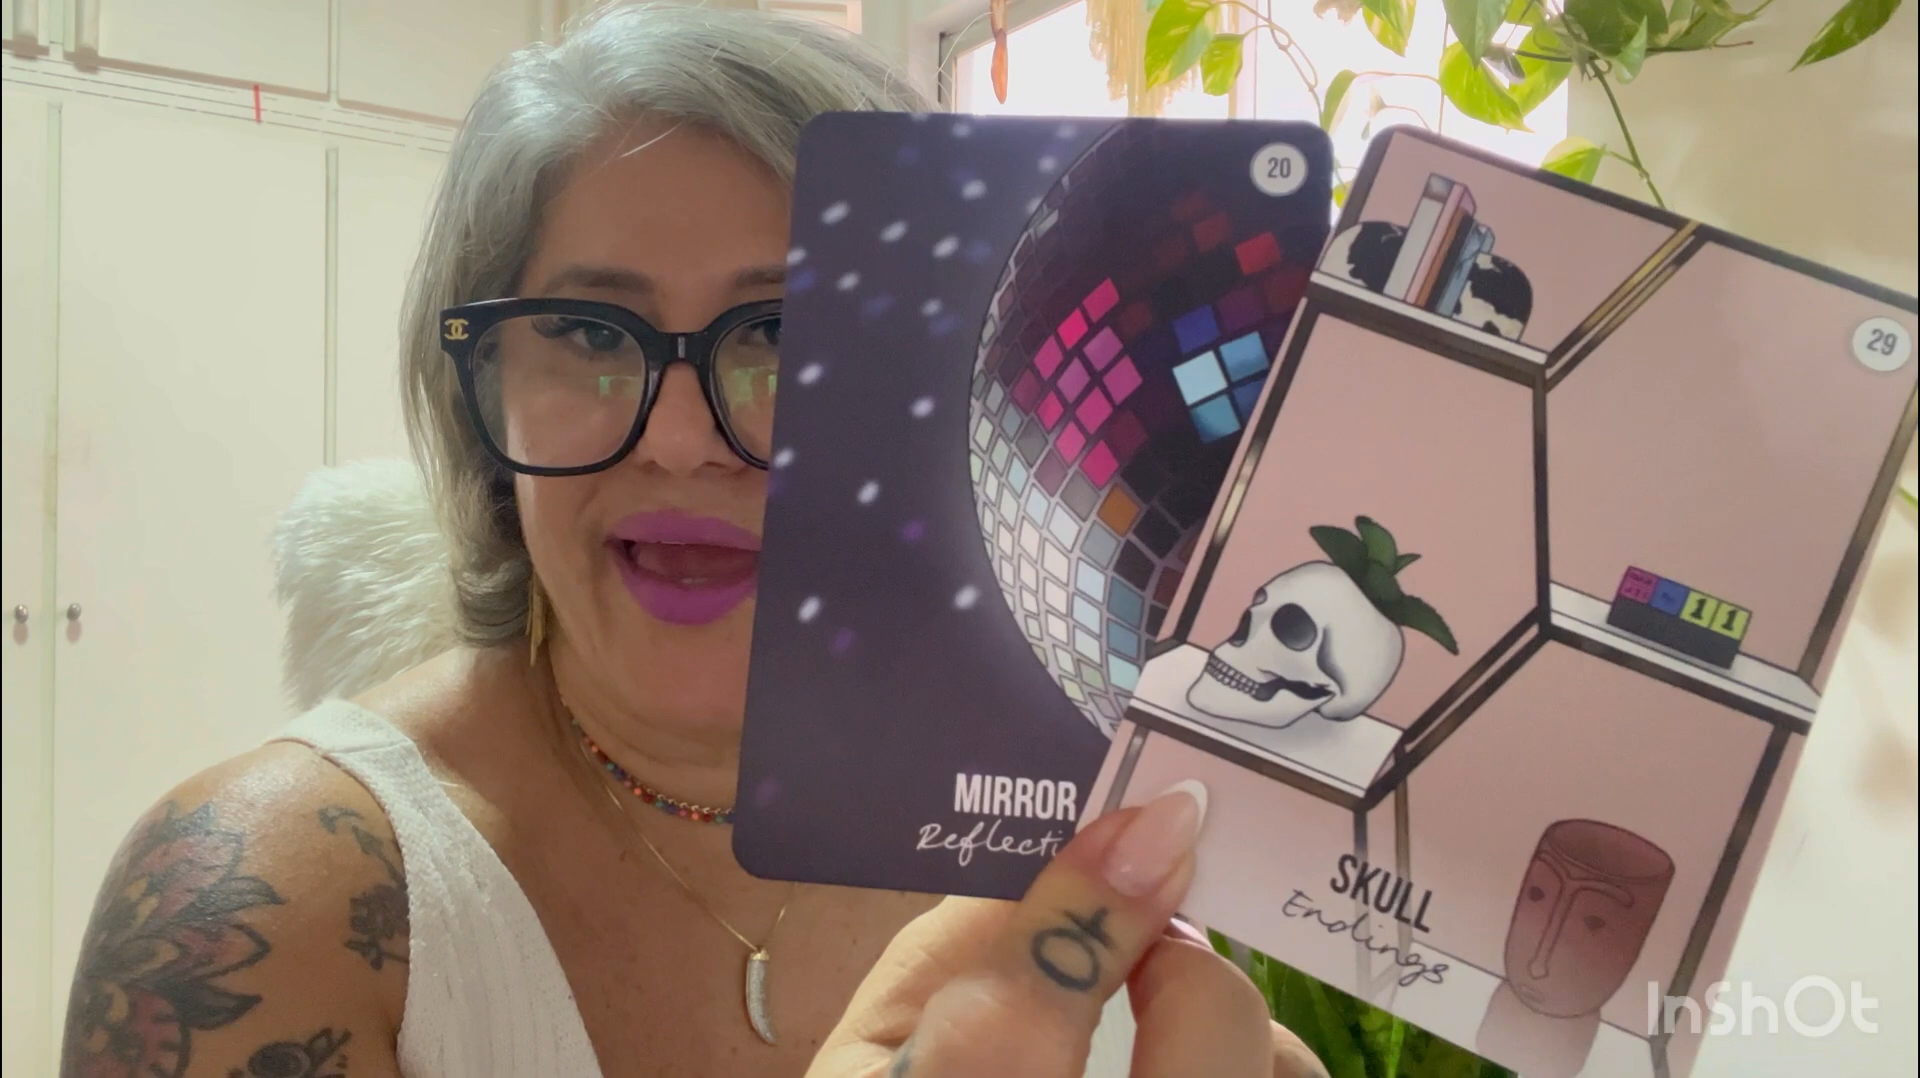 20
MIRROR
Reflecti
29
11
SKULL
Endings
InShOt